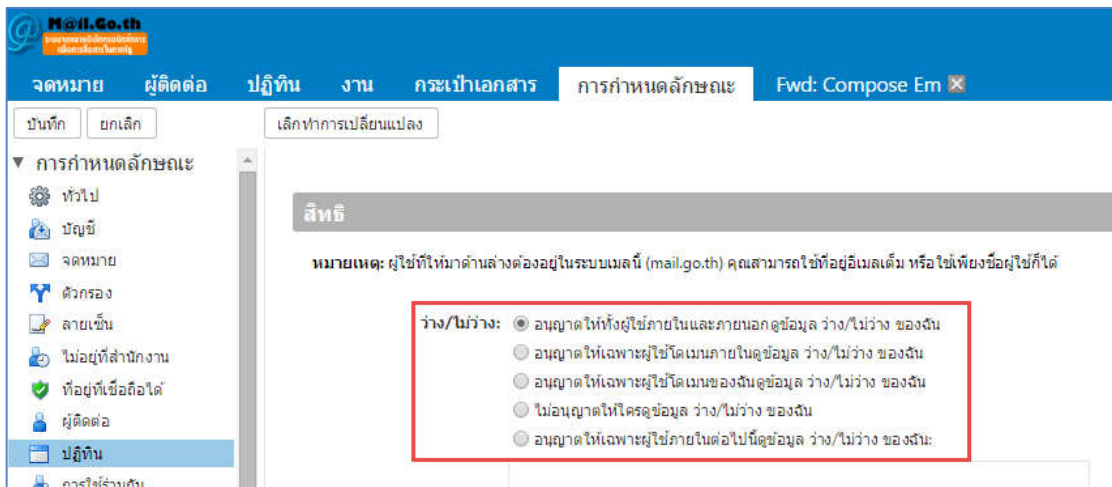 M@il.Go.th
จดหมาย ผู้ติดต่อ ปฏิทิน งาน กระเป๋าเอกสาร การกำหนดลักษณะ Fwd: Compose Em
บันทึก ยกเลิก เลิกทำการเปลี่ยนแปลง
การกำหนดลักษณะ
ทั่วไป
บัญชี
จดหมาย
ตัวกรอง
ลายเซ็น
ไม่อยู่ที่สำนักงาน
ที่อยู่ที่เชื่อถือได้
ผู้ติดต่อ
ปฏิทิน
การใช้ร่วมกัน
สิทธิ
หมายเหตุ: ผู้ใช้ที่ให้มาด้านล่างต้องอยู่ในระบบเมลนี้ (mail.go.th) คุณสามารถใช้ที่อยู่อีเมลเต็ม หรือใช้เพียงชื่อผู้ใช้ก็ได้
ว่าง/ไม่ว่าง: อนุญาตให้ทั้งผู้ใช้ภายในและภายนอกดูข้อมูล ว่าง/ไม่ว่าง ของฉัน
อนุญาตให้เฉพาะผู้ใช้โดเมนภายในดูข้อมูล ว่าง/ไม่ว่าง ของฉัน
อนุญาตให้เฉพาะผู้ใช้โดเมนของฉันดูข้อมูล ว่าง/ไม่ว่าง ของฉัน
ไม่อนุญาตให้ใครดูข้อมูล ว่าง/ไม่ว่าง ของฉัน
อนุญาตให้เฉพาะผู้ใช้ภายในต่อไปนี้ดูข้อมูล ว่าง/ไม่ว่าง ของฉัน: